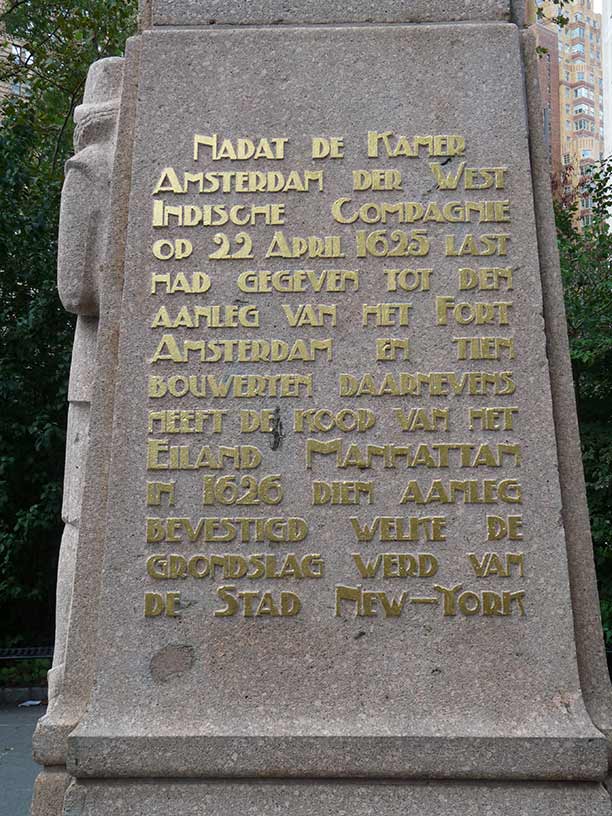 Nadat de Kamer
Amsterdam der West
Indische Compagnie
op 22 April 1625 last
had gegeven tot den
aanleg van het Fort
Amsterdam en tien
bouwerten daarnevens
heeft de koop van het
Eiland Manhattan
in 1626 dien aanleg
bevestigd welke de
grondslag werd van
de Stad New-York